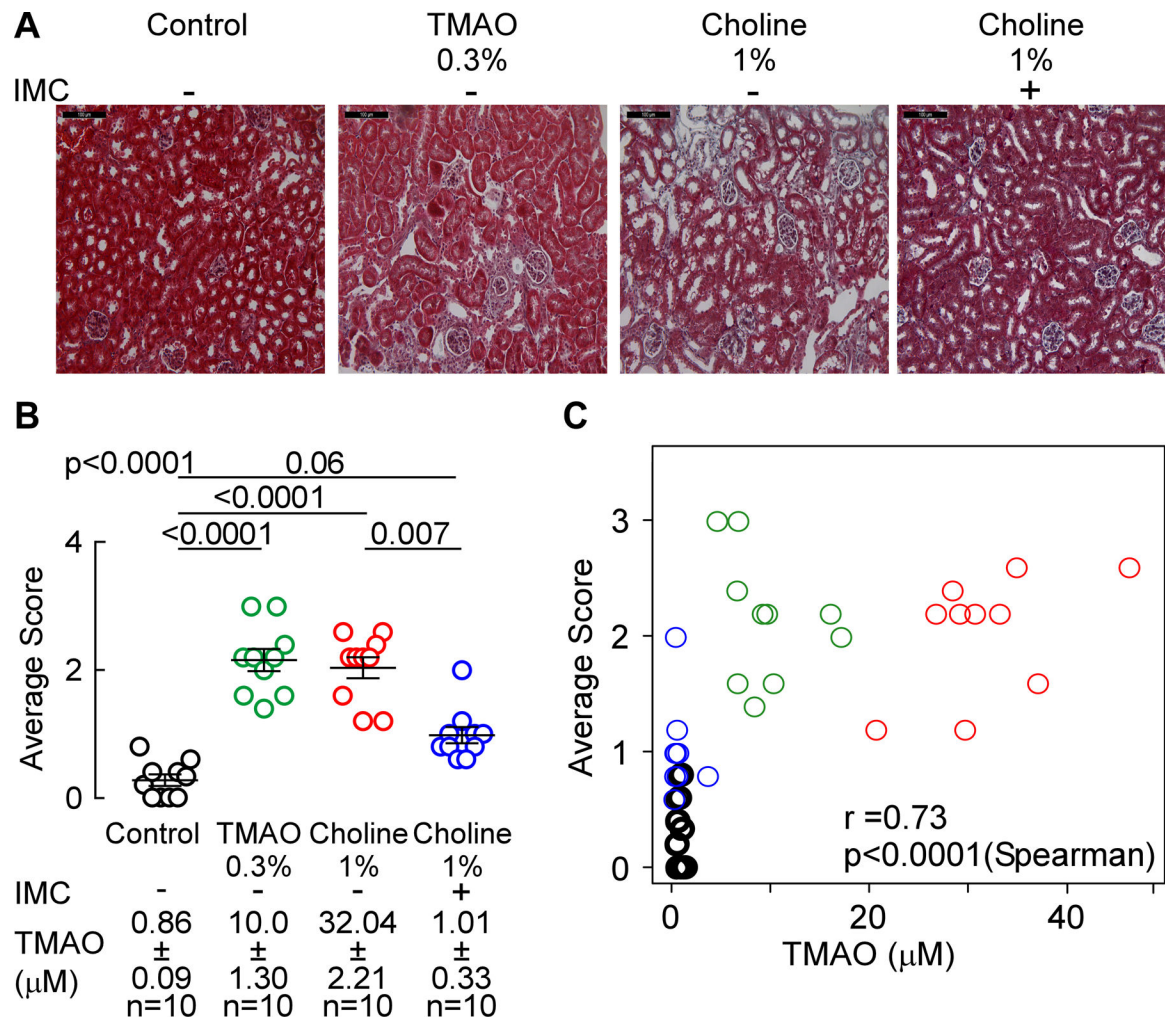 A
Control TMAO Choline Choline
0.3% 1% 1%
IMC - - - +
100 µm 100 µm 100 µm 100 µm
B
p<0.0001 0.06
<0.0001
<0.0001 0.007
4
2
0
Average Score
Control TMAO Choline Choline
0.3% 1% 1%
IMC - - - +
0.86 10.0 32.04 1.01
TMAO ± ± ± ±
(μM) 0.09 1.30 2.21 0.33
n=10 n=10 n=10 n=10
C
3
2
1
0
Average Score
r =0.73
p<0.0001(Spearman)
0 20 40
TMAO (μM)